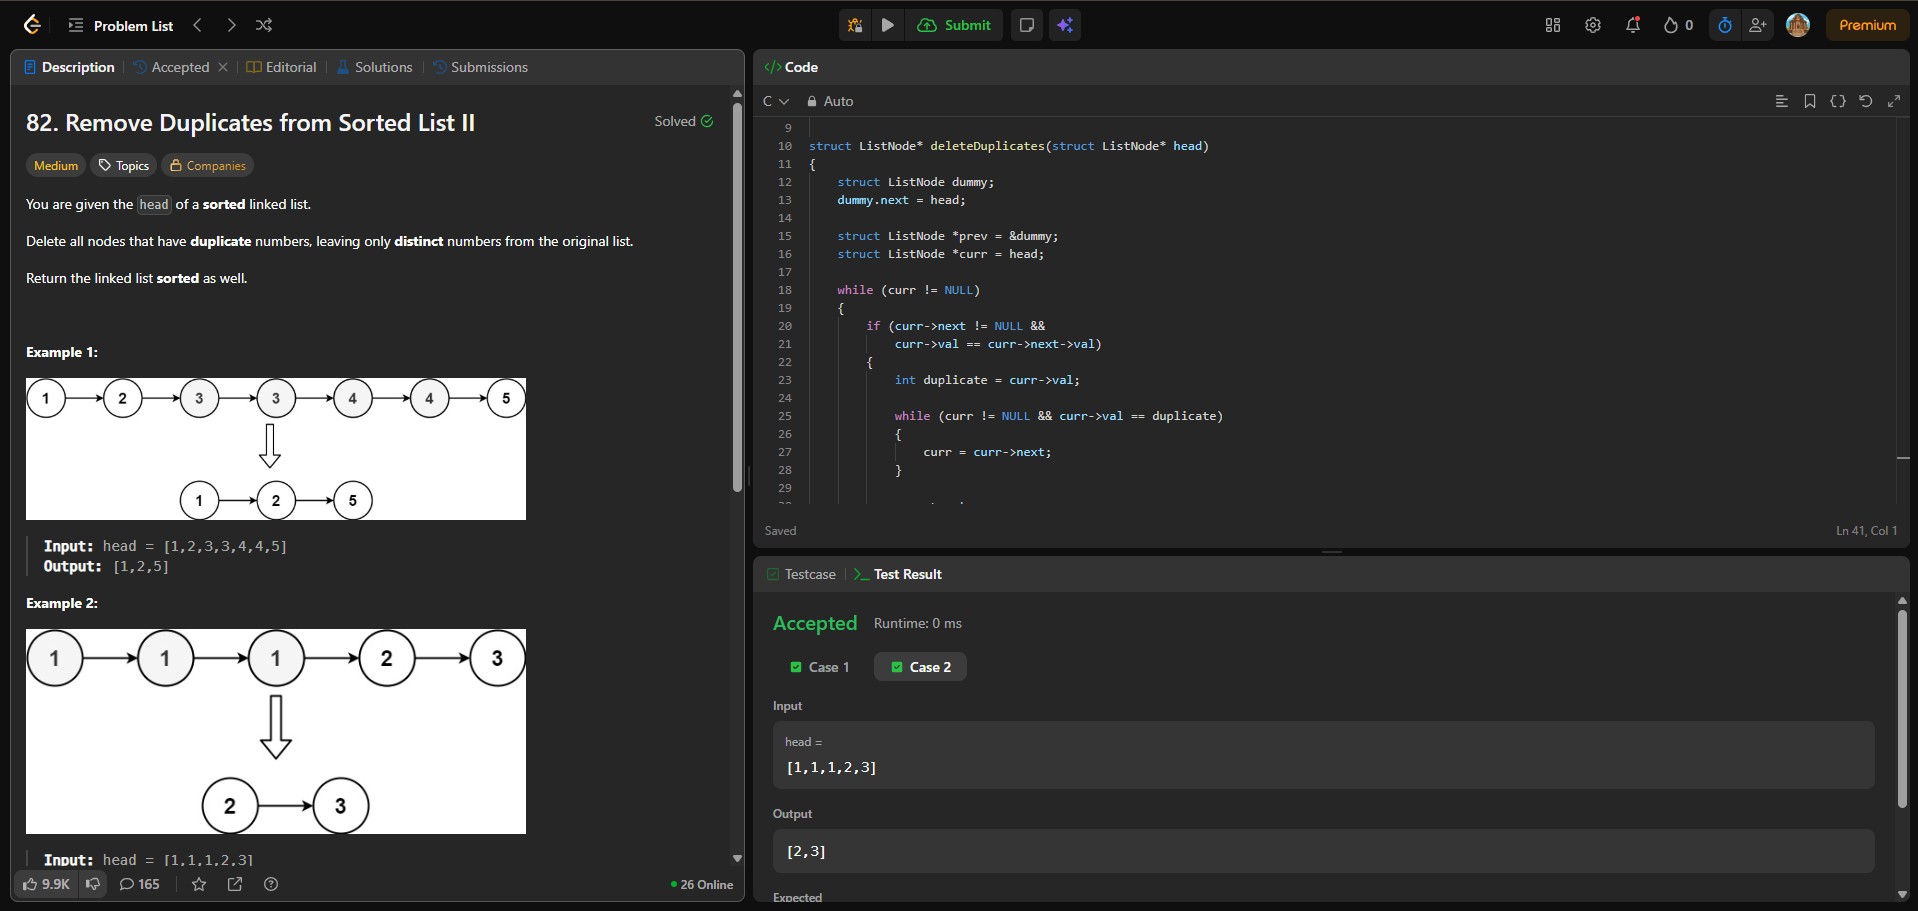 Problem List
Submit
0
Premium
Description
Accepted
Editorial
Solutions
Submissions
82. Remove Duplicates from Sorted List II
Solved
Medium
Topics
Companies
You are given the head of a sorted linked list.
Delete all nodes that have duplicate numbers, leaving only distinct numbers from the original list.
Return the linked list sorted as well.
Example 1:
1 2 3 3 4 4 5
1 2 5
Input: head = [1,2,3,3,4,4,5]
Output: [1,2,5]
Example 2:
1 1 1 2 3
2 3
Input: head = [1,1,1,2,3]
9.9K
165
26 Online
</> Code
C
Auto
9
10 struct ListNode* deleteDuplicates(struct ListNode* head)
11 {
12 struct ListNode dummy;
13 dummy.next = head;
14
15 struct ListNode *prev = &dummy;
16 struct ListNode *curr = head;
17
18 while (curr != NULL)
19 {
20 if (curr->next != NULL &&
21 curr->val == curr->next->val)
22 {
23 int duplicate = curr->val;
24
25 while (curr != NULL && curr->val == duplicate)
26 {
27 curr = curr->next;
28 }
29
Saved
Ln 41, Col 1
Testcase
Test Result
Accepted
Runtime: 0 ms
Case 1
Case 2
Input
head =
[1,1,1,2,3]
Output
[2,3]
Expected